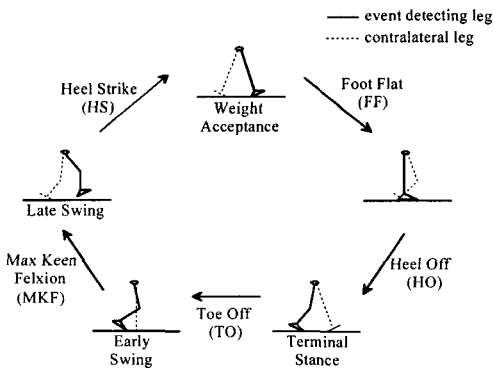 event detecting leg
contralateral leg
Heel Strike
(HS)
Foot Flat
(FF)
Weight
Acceptance
Late Swing
Max Keen
Felxion
(MKF)
Heel Off
(HO)
Toe Off
(TO)
Early
Swing
Terminal
Stance